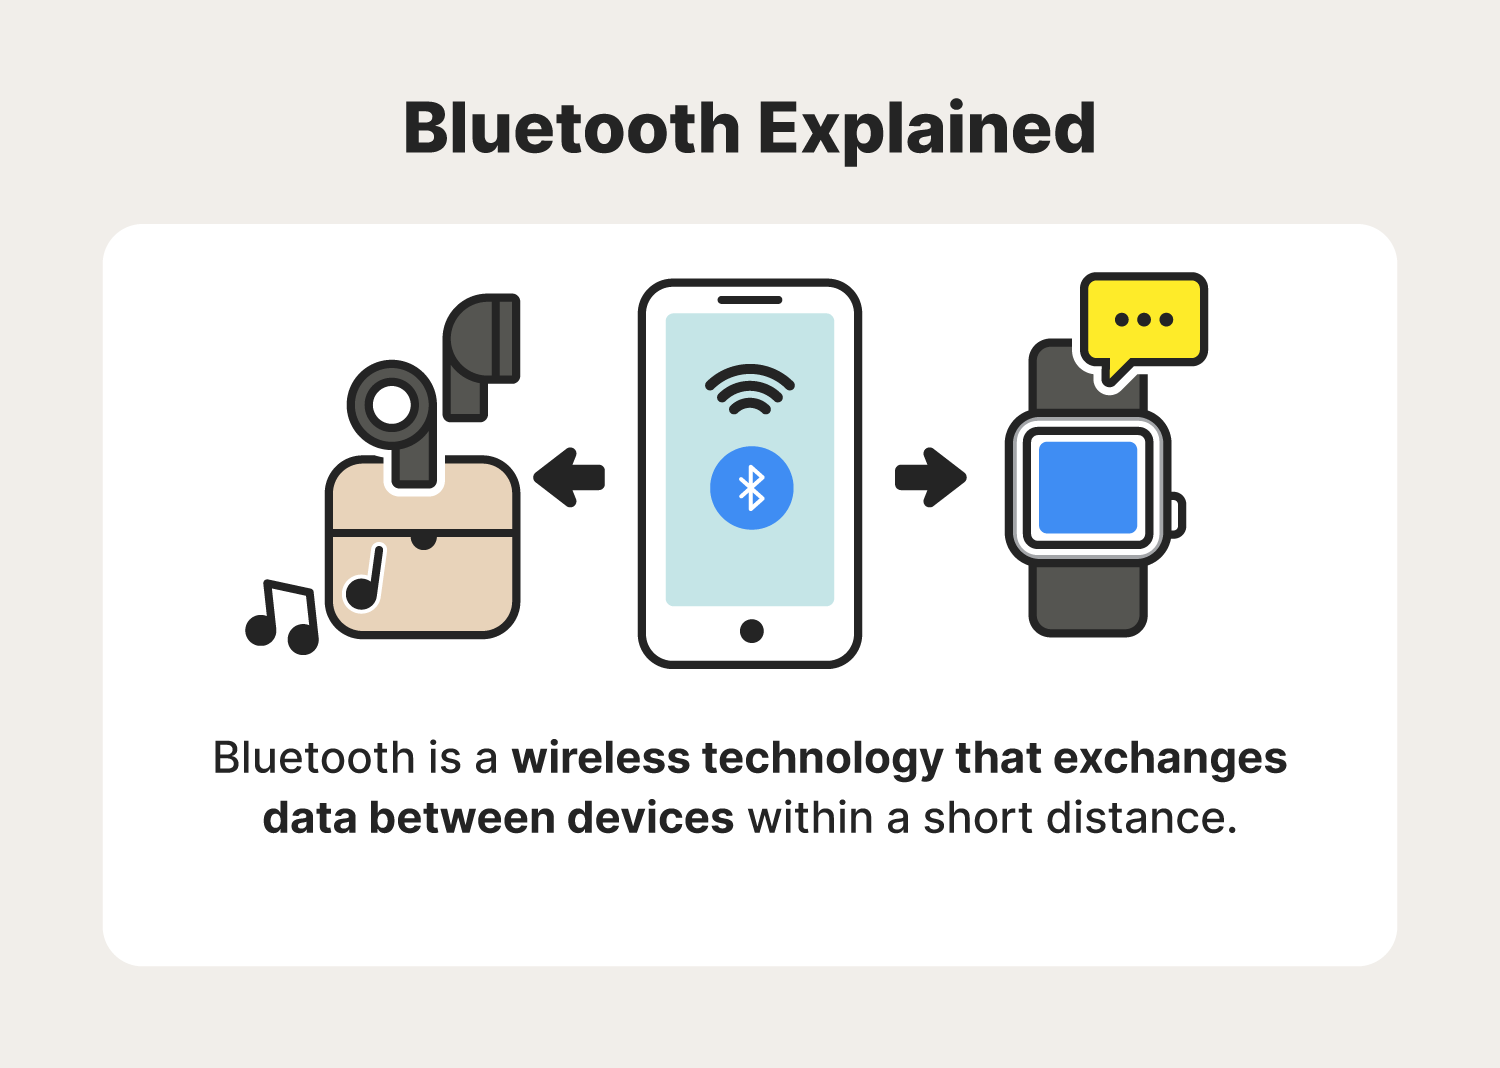 Bluetooth Explained
Bluetooth is a wireless technology that exchanges
data between devices within a short distance.